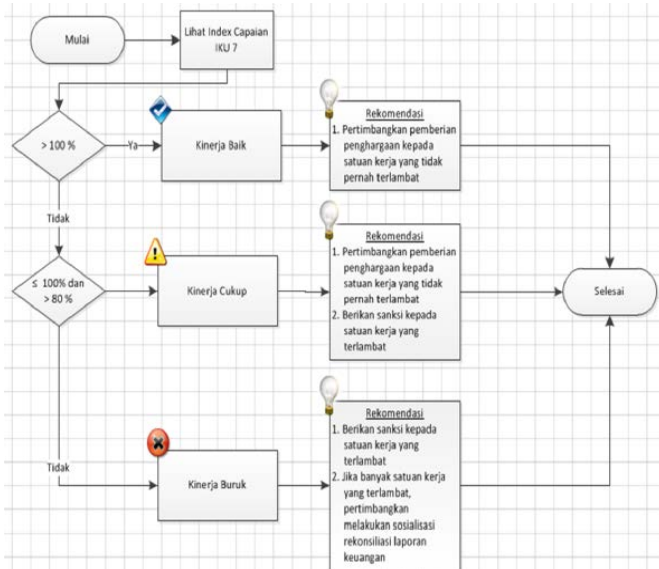 Mulai
Lihat Index Capaian
IKU 7
> 100 %
Ya
Kinerja Baik
Rekomendasi
1. Pertimbangkan pemberian
penghargaan kepada
satuan kerja yang tidak
pernah terlambat
Tidak
≤ 100% dan
> 80 %
Kinerja Cukup
Rekomendasi
1. Pertimbangkan pemberian
penghargaan kepada
satuan kerja yang tidak
pernah terlambat
2. Berikan sanksi kepada
satuan kerja yang
terlambat
Selesai
Tidak
Kinerja Buruk
Rekomendasi
1. Berikan sanksi kepada
satuan kerja yang
terlambat
2. Jika banyak satuan kerja
yang terlambat,
pertimbangkan
melakukan sosialisasi
rekonsiliasi laporan
keuangan